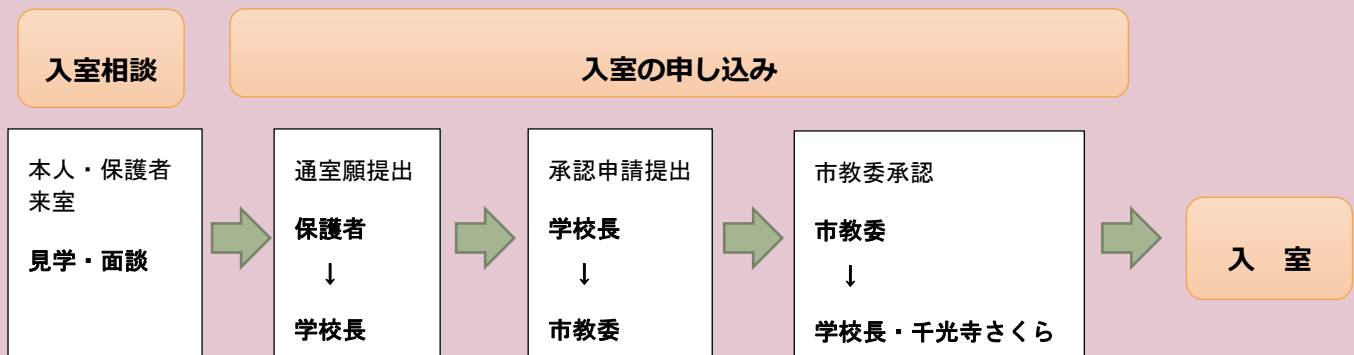 入室相談
入室の申し込み
本人・保護者
来室
見学・面談
通室願提出
保護者
↓
学校長
承認申請提出
学校長
↓
市教委
市教委承認
市教委
↓
学校長・千光寺さくら
入　室